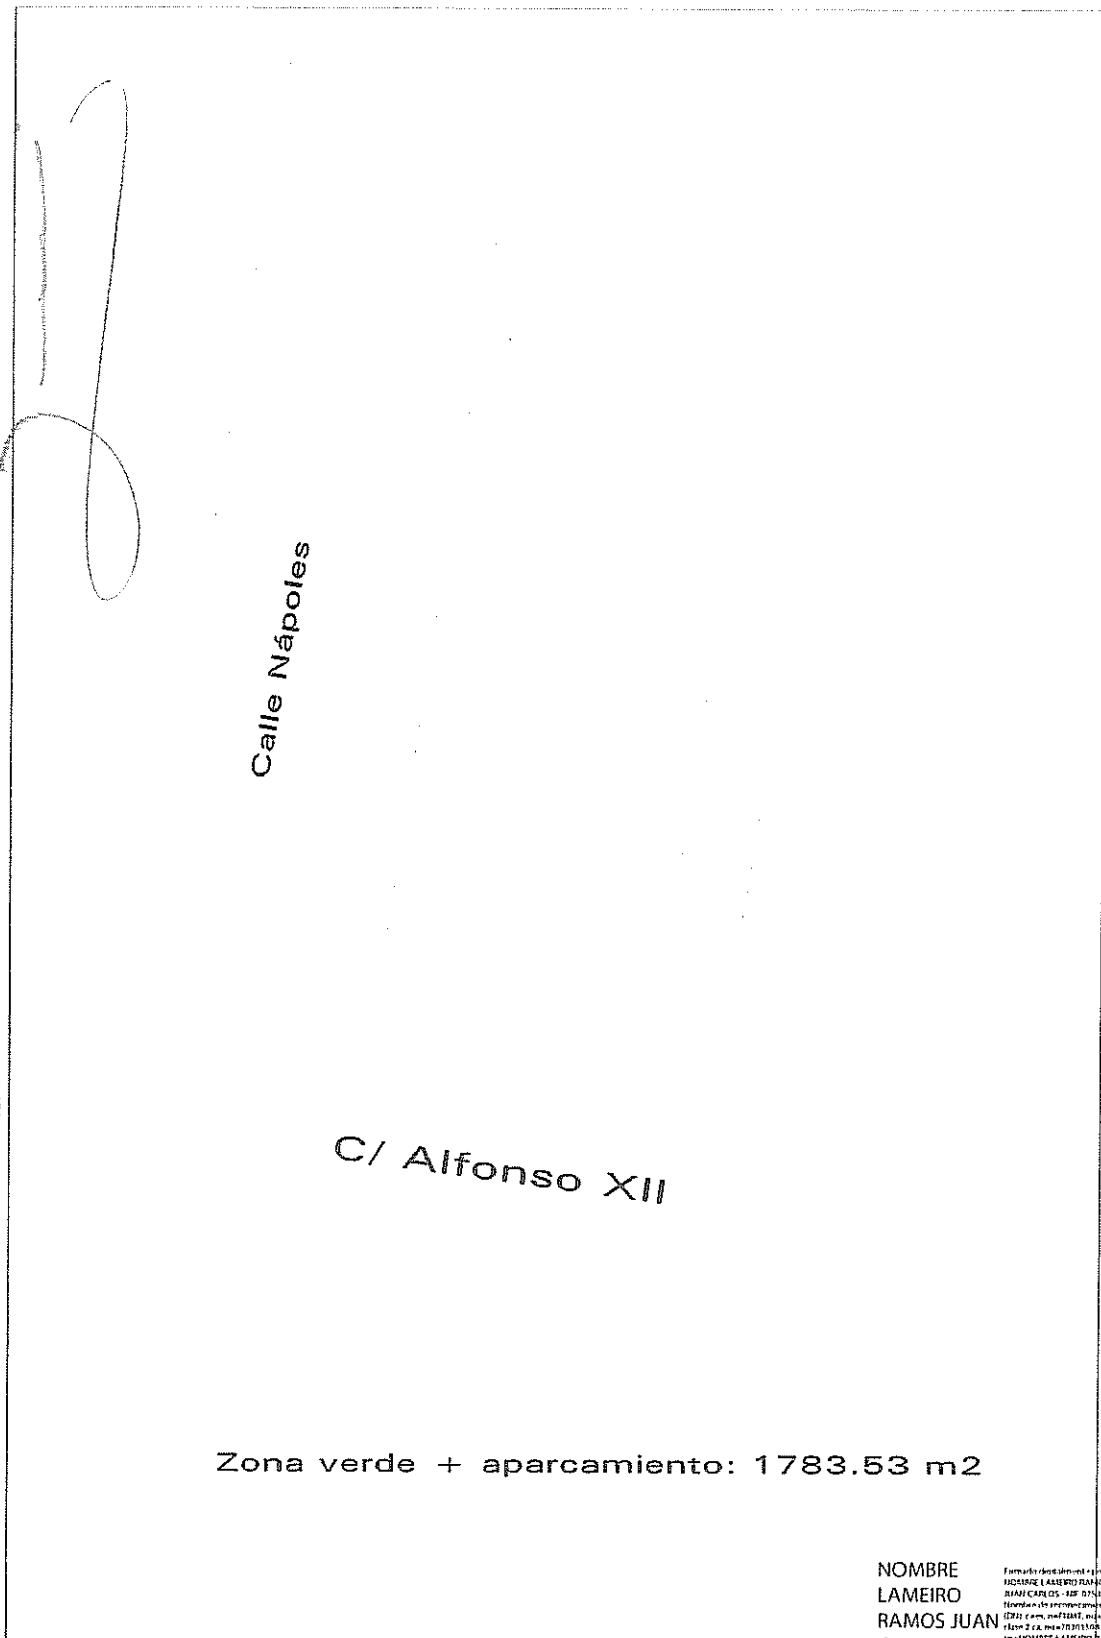 Calle Nápoles
C/ Alfonso XII
Zona verde + aparcamiento: 1783.53 m2
NOMBRE
LAMEIRO
RAMOS JUAN